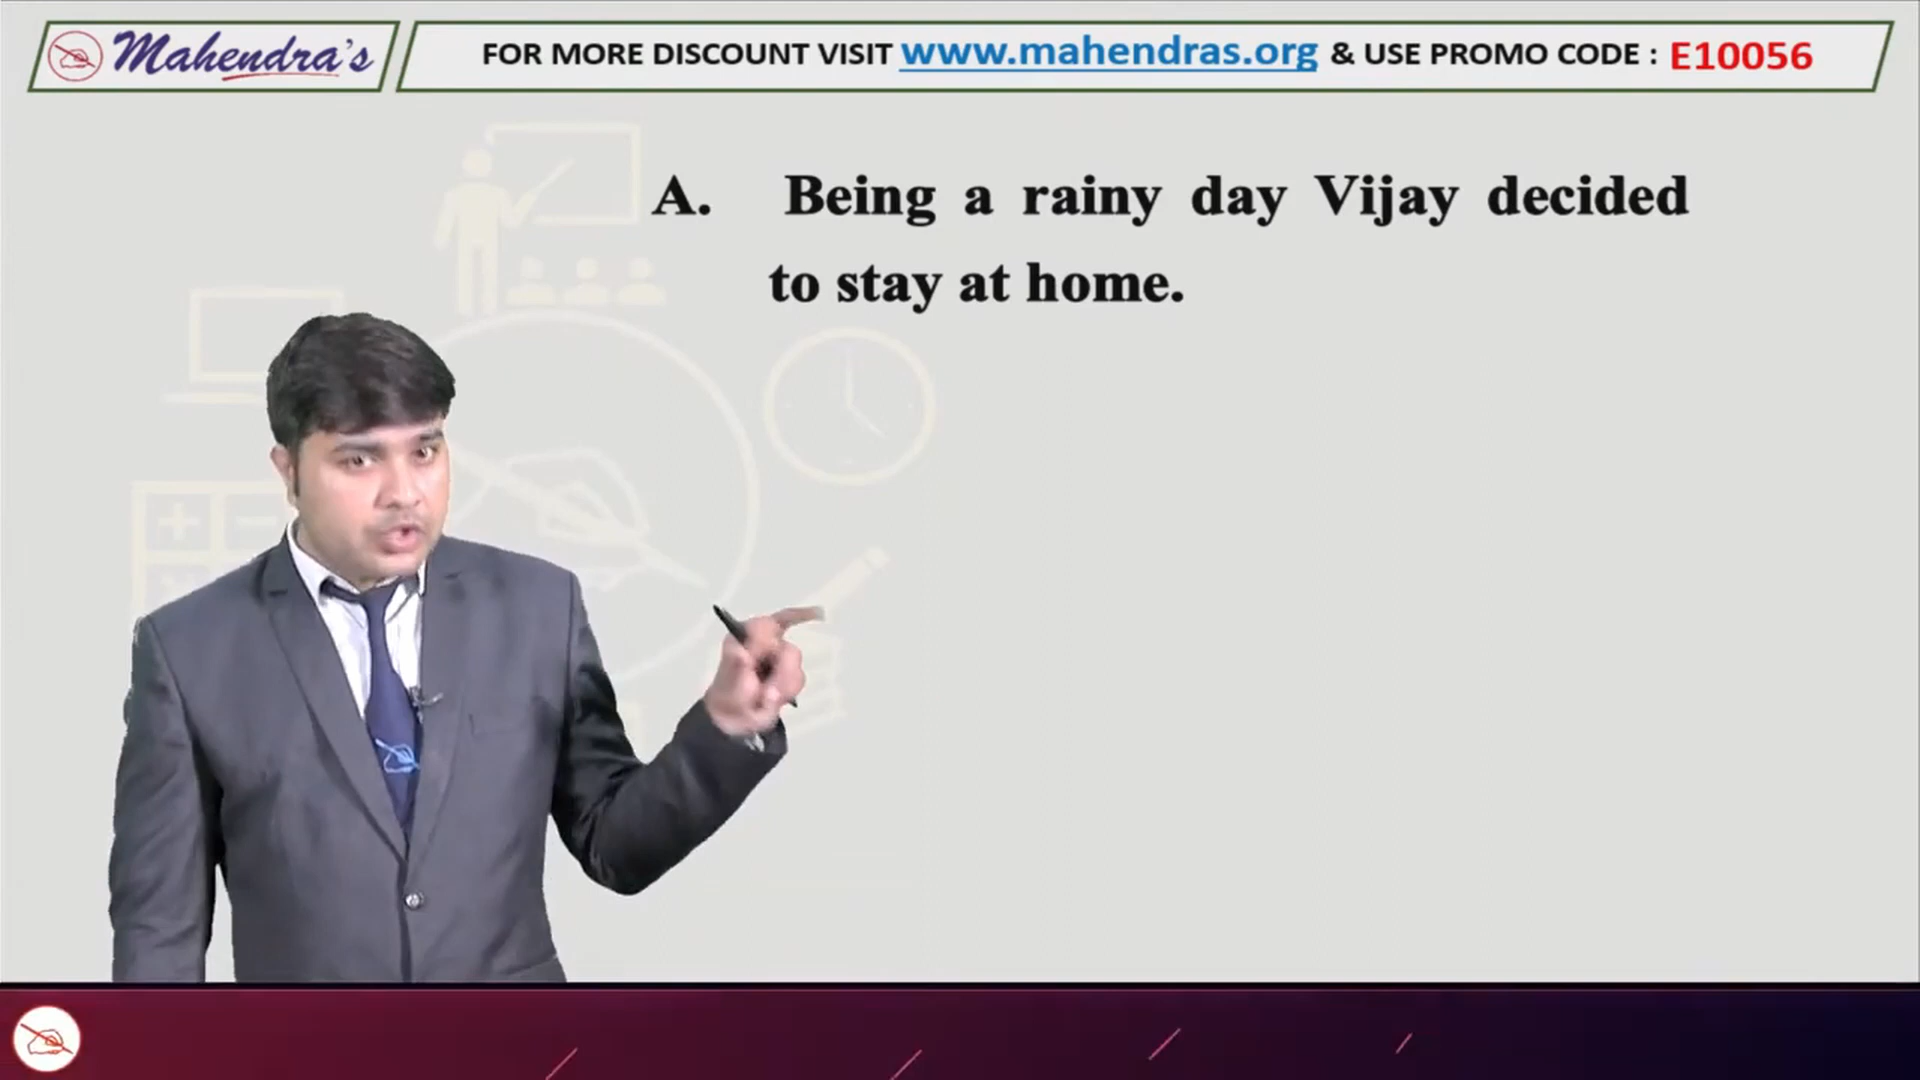 Mahendra's
FOR MORE DISCOUNT VISIT www.mahendras.org & USE PROMO CODE : E10056
A. Being a rainy day Vijay decided
to stay at home.